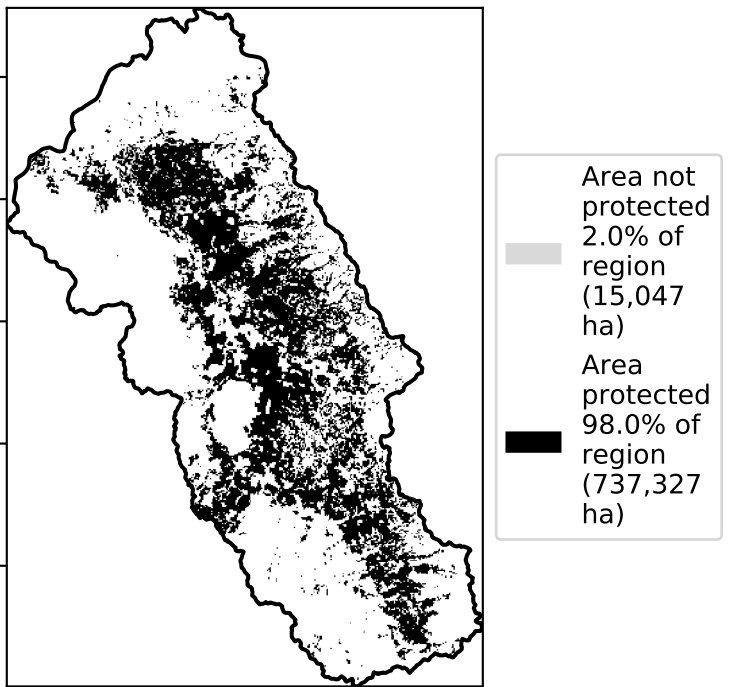 Area not
protected
2.0% of
region
(15,047
ha)
Area
protected
98.0% of
region
(737,327
ha)